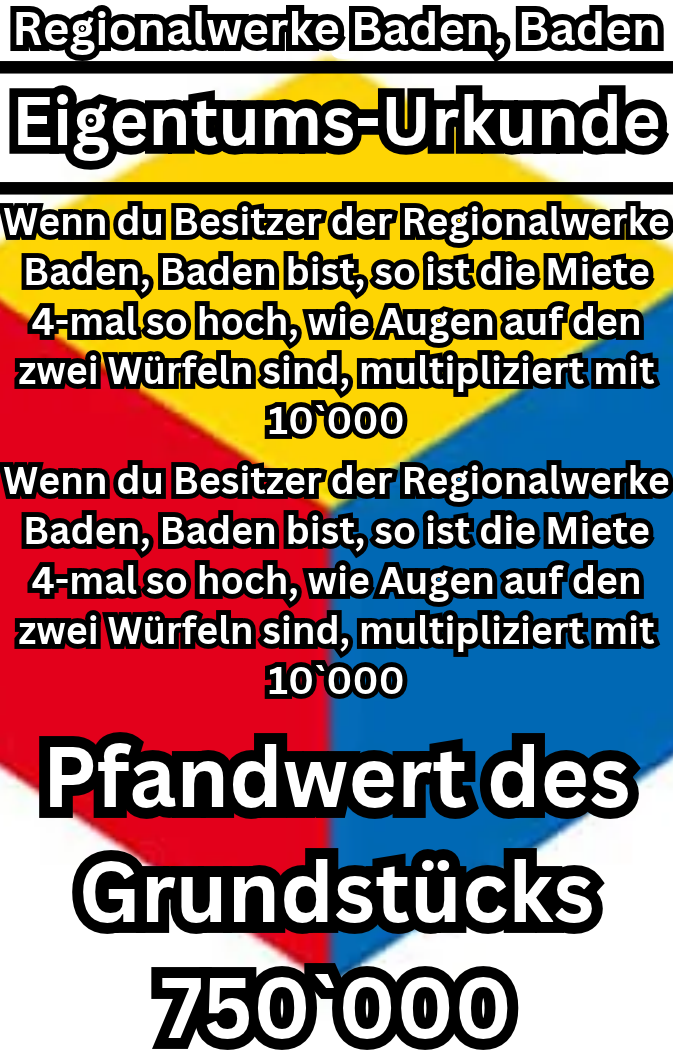 Regionalwerke Baden, Baden
Eigentums-Urkunde
Wenn du Besitzer der Regionalwerke
Baden, Baden bist, so ist die Miete
4-mal so hoch, wie Augen auf den
zwei Würfeln sind, multipliziert mit
10`000
Wenn du Besitzer der Regionalwerke
Baden, Baden bist, so ist die Miete
4-mal so hoch, wie Augen auf den
zwei Würfeln sind, multipliziert mit
10`000
Pfandwert des
Grundstücks
750`000